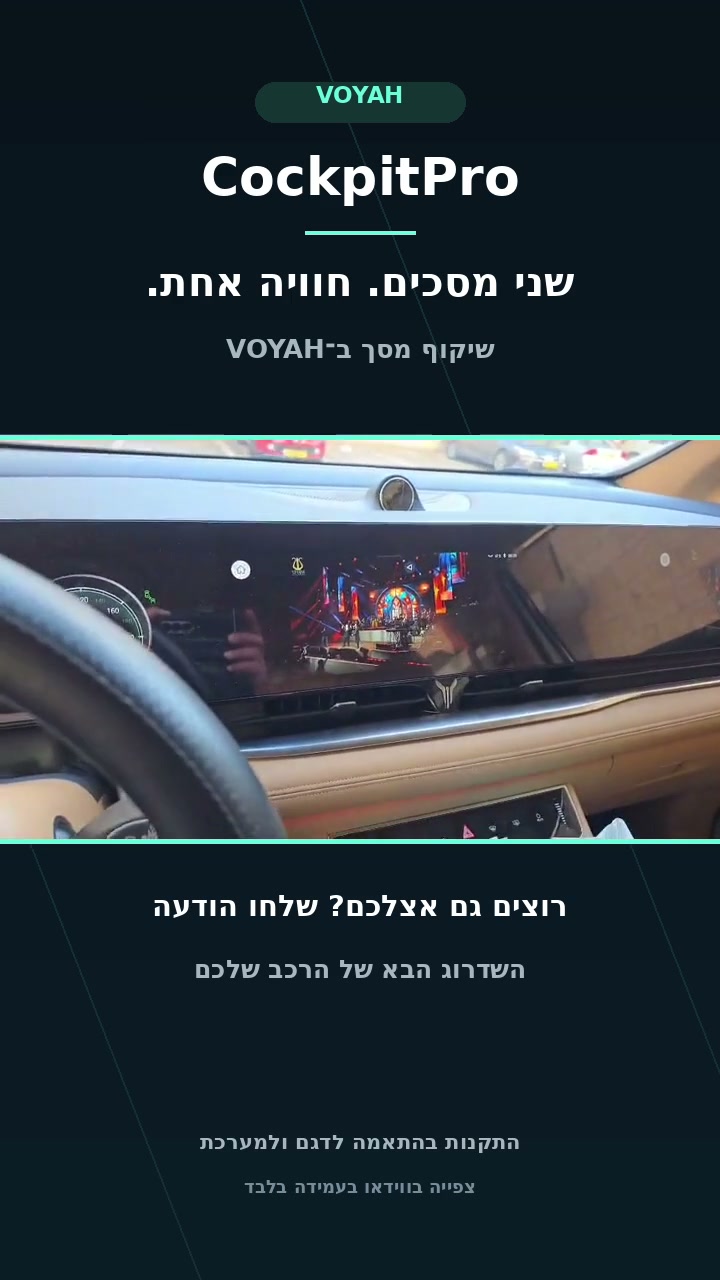 VOYAH
CockpitPro
שני מסכים. חוויה אחת.
שיקוף מסך ב־VOYAH
160
רוצים גם אצלכם? שלחו הודעה
השדרוג הבא של הרכב שלכם
התקנות בהתאמה לדגם ולמערכת
צפייה בווידאו בעמידה בלבד